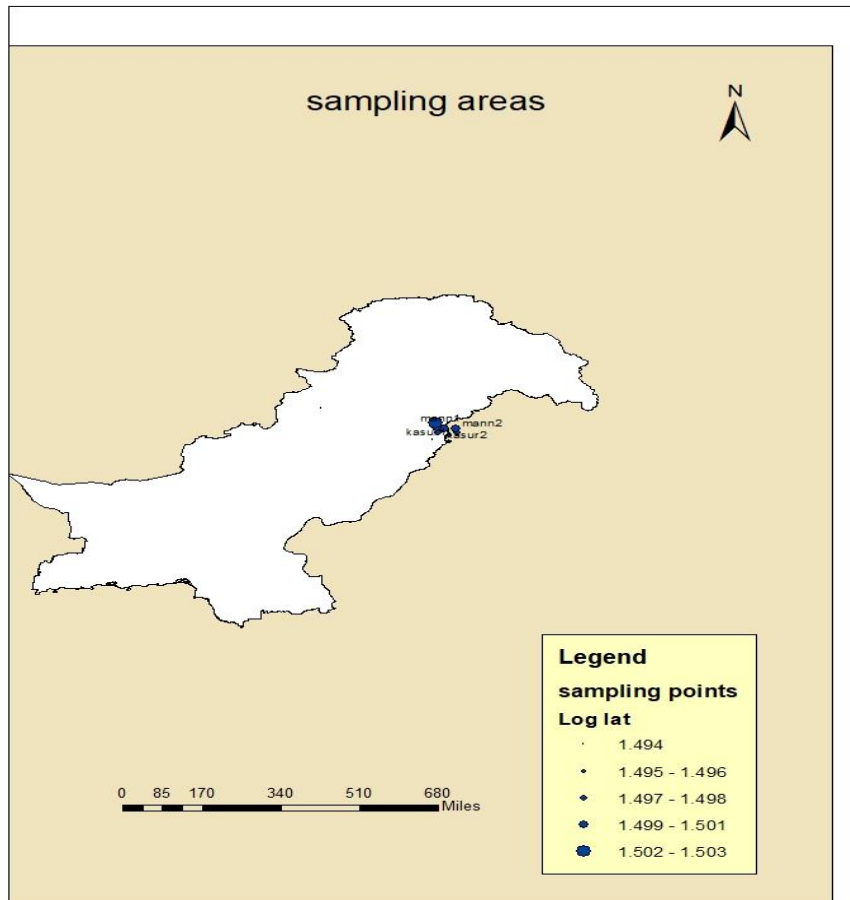 sampling areas
N
mann1
mann2
kasur2
Legend
sampling points
Log lat
1.494
1.495 - 1.496
1.497 - 1.498
1.499 - 1.501
1.502 - 1.503
0 85 170 340 510 680
Miles